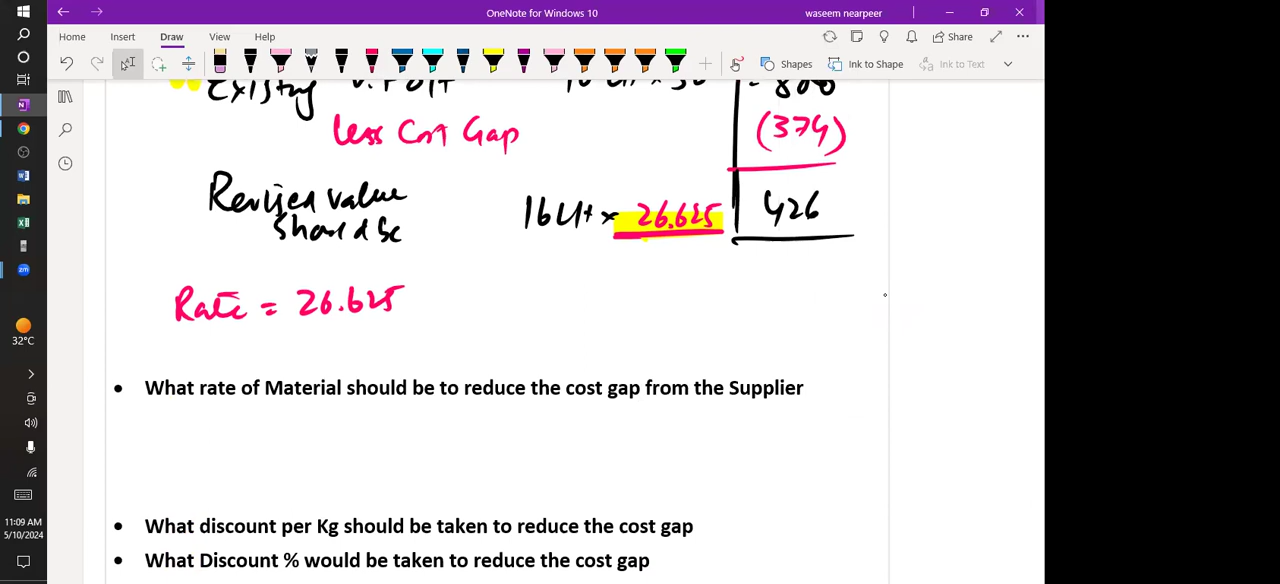 OneNote for Windows 10
waseem nearpeer
Home Insert Draw View Help
Share
Shapes Ink to Shape Ink to Text
Existing
less Cost Gap (374)
Revised value
should be 16 Ut × 26.625 426
Rate = 26.625
32°C
• What rate of Material should be to reduce the cost gap from the Supplier
• What discount per Kg should be taken to reduce the cost gap
• What Discount % would be taken to reduce the cost gap
11:09 AM
5/10/2024